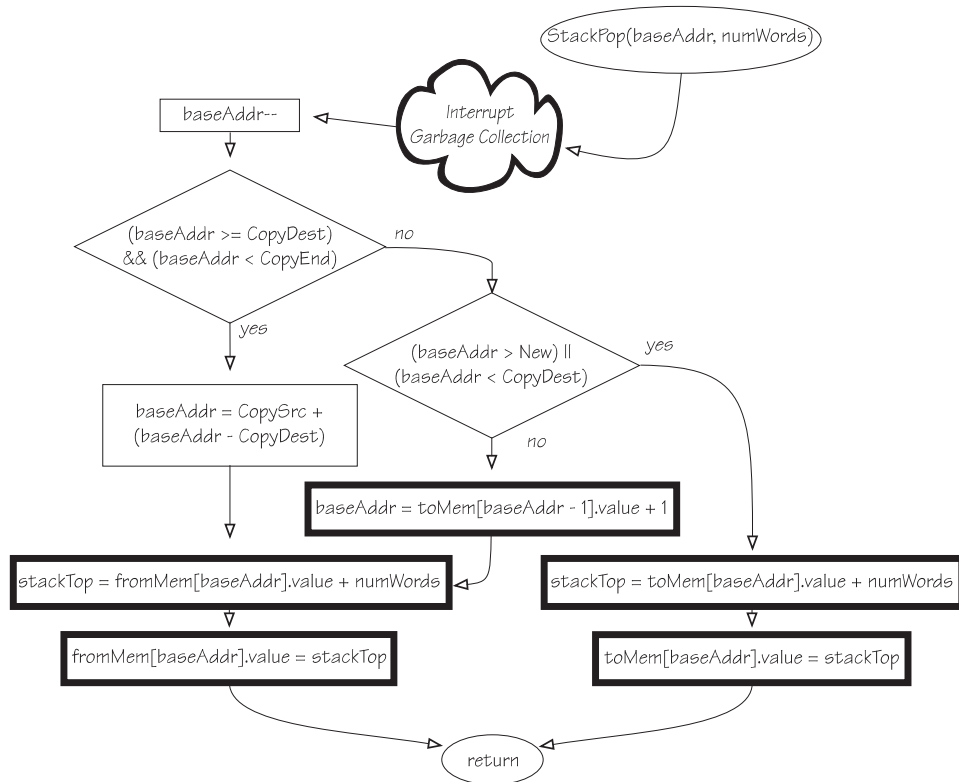 StackPop(baseAddr, numWords)
Interrupt
Garbage Collection
baseAddr--
(baseAddr >= CopyDest)
&& (baseAddr < CopyEnd)
no
yes
(baseAddr > New) ||
(baseAddr < CopyDest)
yes
no
baseAddr = CopySrc +
(baseAddr - CopyDest)
baseAddr = toMem[baseAddr - 1].value + 1
stackTop = fromMem[baseAddr].value + numWords
stackTop = toMem[baseAddr].value + numWords
fromMem[baseAddr].value = stackTop
toMem[baseAddr].value = stackTop
return